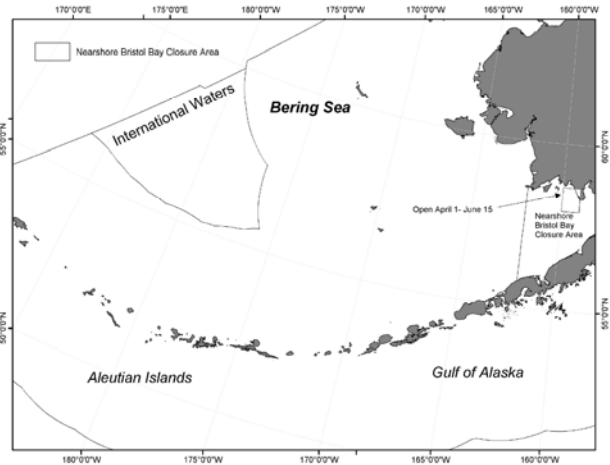 170°0'0"E
175°0'0"E
180°0'0"W
175°0'0"W
170°0'0"W
165°0'0"W
160°0'0"W
Nearshore Bristol Bay Closure Area
International Waters
Bering Sea
55°0'0"N
60°0'0"N
Open April 1- June 15
Nearshore
Bristol Bay
Closure Area
50°0'0"N
55°0'0"N
Aleutian Islands
Gulf of Alaska
180°0'0"W
175°0'0"W
170°0'0"W
165°0'0"W
160°0'0"W